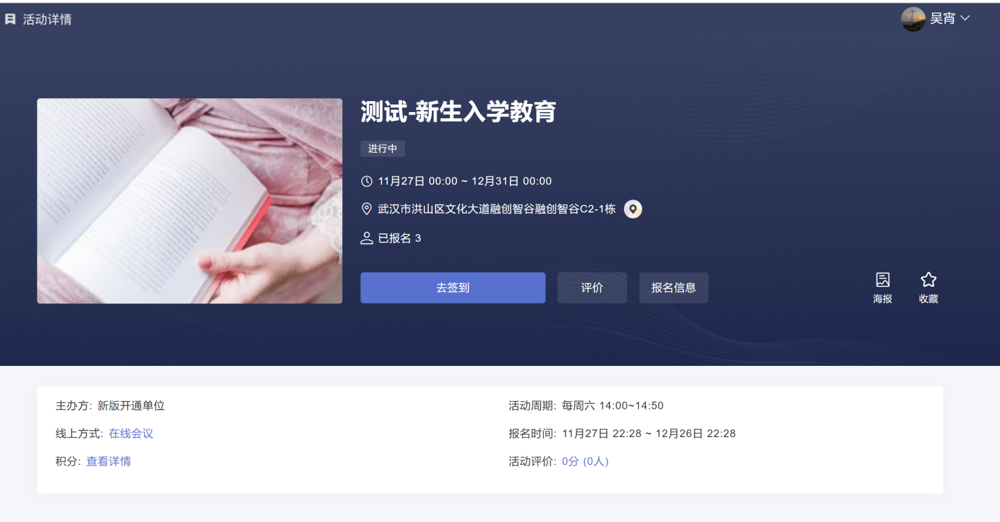 活动详情
吴宵
测试-新生入学教育
进行中
11月27日 00:00 ~ 12月31日 00:00
武汉市洪山区文化大道融创智谷融创智谷C2-1栋
已报名 3
去签到 评价 报名信息
海报 收藏
主办方: 新版开通单位
活动周期: 每周六 14:00~14:50
线上方式: 在线会议
报名时间: 11月27日 22:28 ~ 12月26日 22:28
积分: 查看详情
活动评价: 0分 (0人)